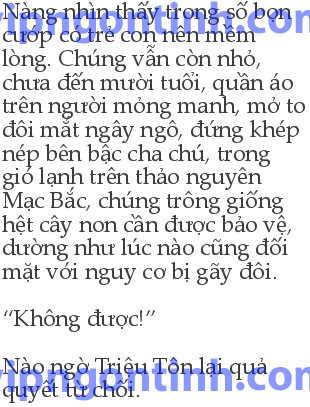 Nàng nhìn thấy trong số bọn
cướp có trẻ con nên mềm
lòng. Chúng vẫn còn nhỏ,
chưa đến mười tuổi, quần áo
trên người mỏng manh, mở to
đôi mắt ngây ngô, đứng khép
nép bên bậc cha chú, trong
gió lạnh trên thảo nguyên
Mạc Bắc, chúng trông giống
hệt cây non cần được bảo vệ,
dường như lúc nào cũng đối
mặt với nguy cơ bị gãy đôi.
“Không được!”
Nào ngờ Triệu Tôn lại quả
quyết từ chối.
vipngontinh.com
vipngontinh.com